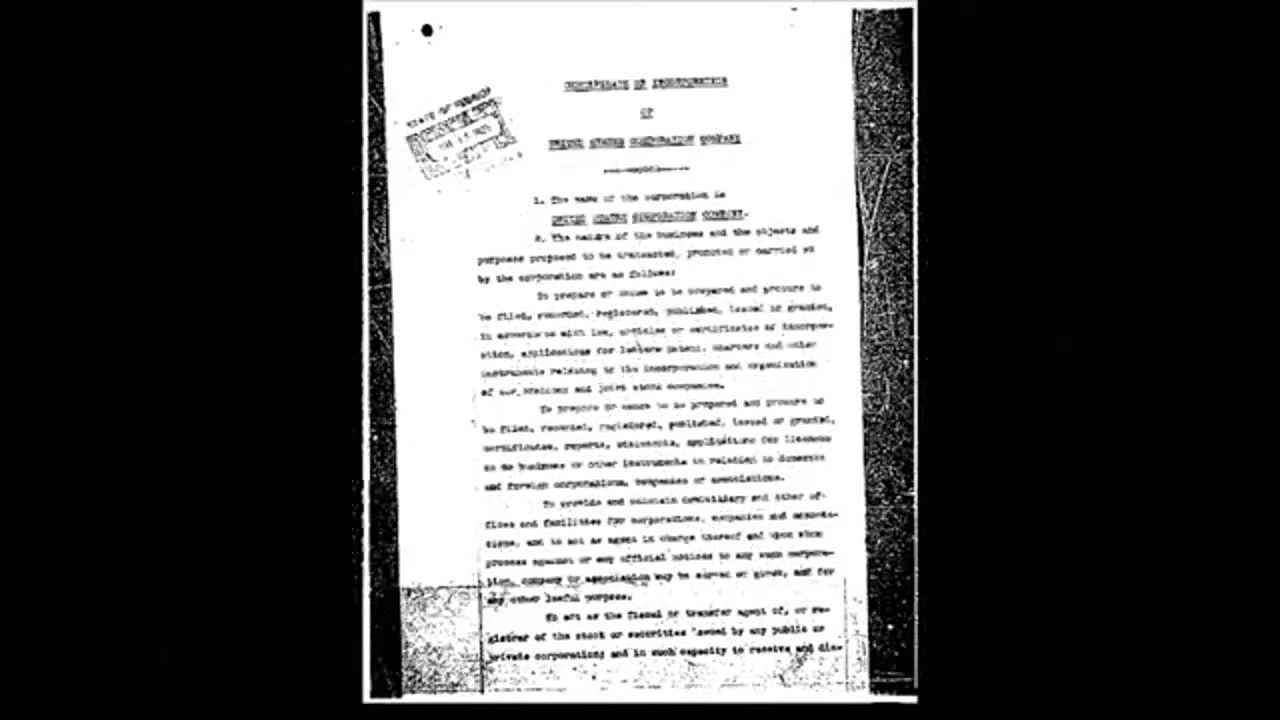 CERTIFICATE OF INCORPORATION
OF
UNITED STATES CORPORATION COMPANY
STATE OF
1. The name of the corporation is
UNITED STATES CORPORATION COMPANY.
2. The nature of the business and the objects and
purposes proposed to be transacted, promoted or carried on
by the corporation are as follows:
To prepare or cause to be prepared and procure to
be filed, recorded, registered, published, issued or granted,
in accordance with law, articles or certificates of incorpor-
ation, applications for letters patent, charters and other
instruments relating to the incorporation and organization
of corporations and joint stock companies.
To prepare or cause to be prepared and procure to
be filed, recorded, registered, published, issued or granted,
certificates, reports, statements, applications for licenses
to do business or other instruments in relation to domestic
and foreign corporations, companies or associations.
To provide and maintain domiciliary and other of-
fices and facilities for corporations, companies and associa-
tions, and to act as agent in charge thereof and upon whom
process against or any official notices to any such corpora-
tion, company or association may be served or given, and for
any other lawful purpose.
To act as the fiscal or transfer agent of, or re-
gistrar of the stock or securities issued by any public or
private corporation; and in such capacity to receive and dis-